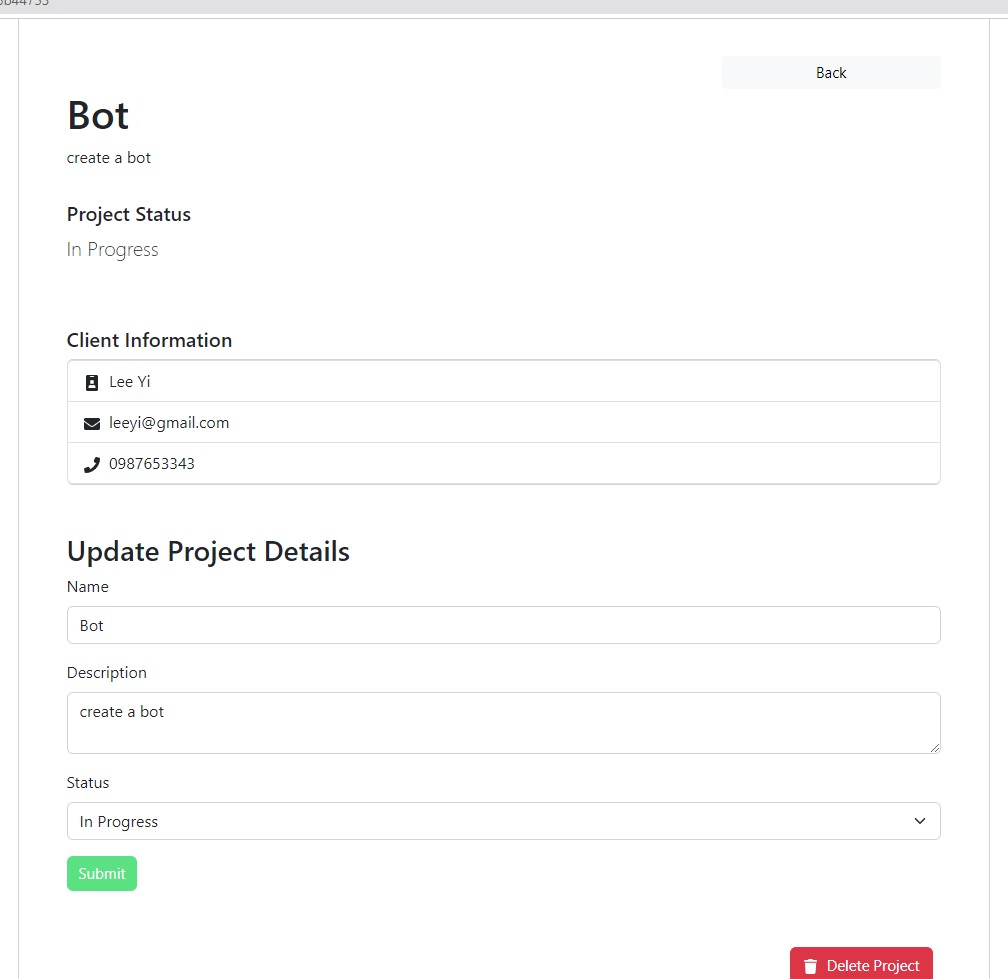 Back
Bot
create a bot
Project Status
In Progress
Client Information
Lee Yi
leeyi@gmail.com
0987653343
Update Project Details
Name
Bot
Description
create a bot
Status
In Progress
Submit
Delete Project